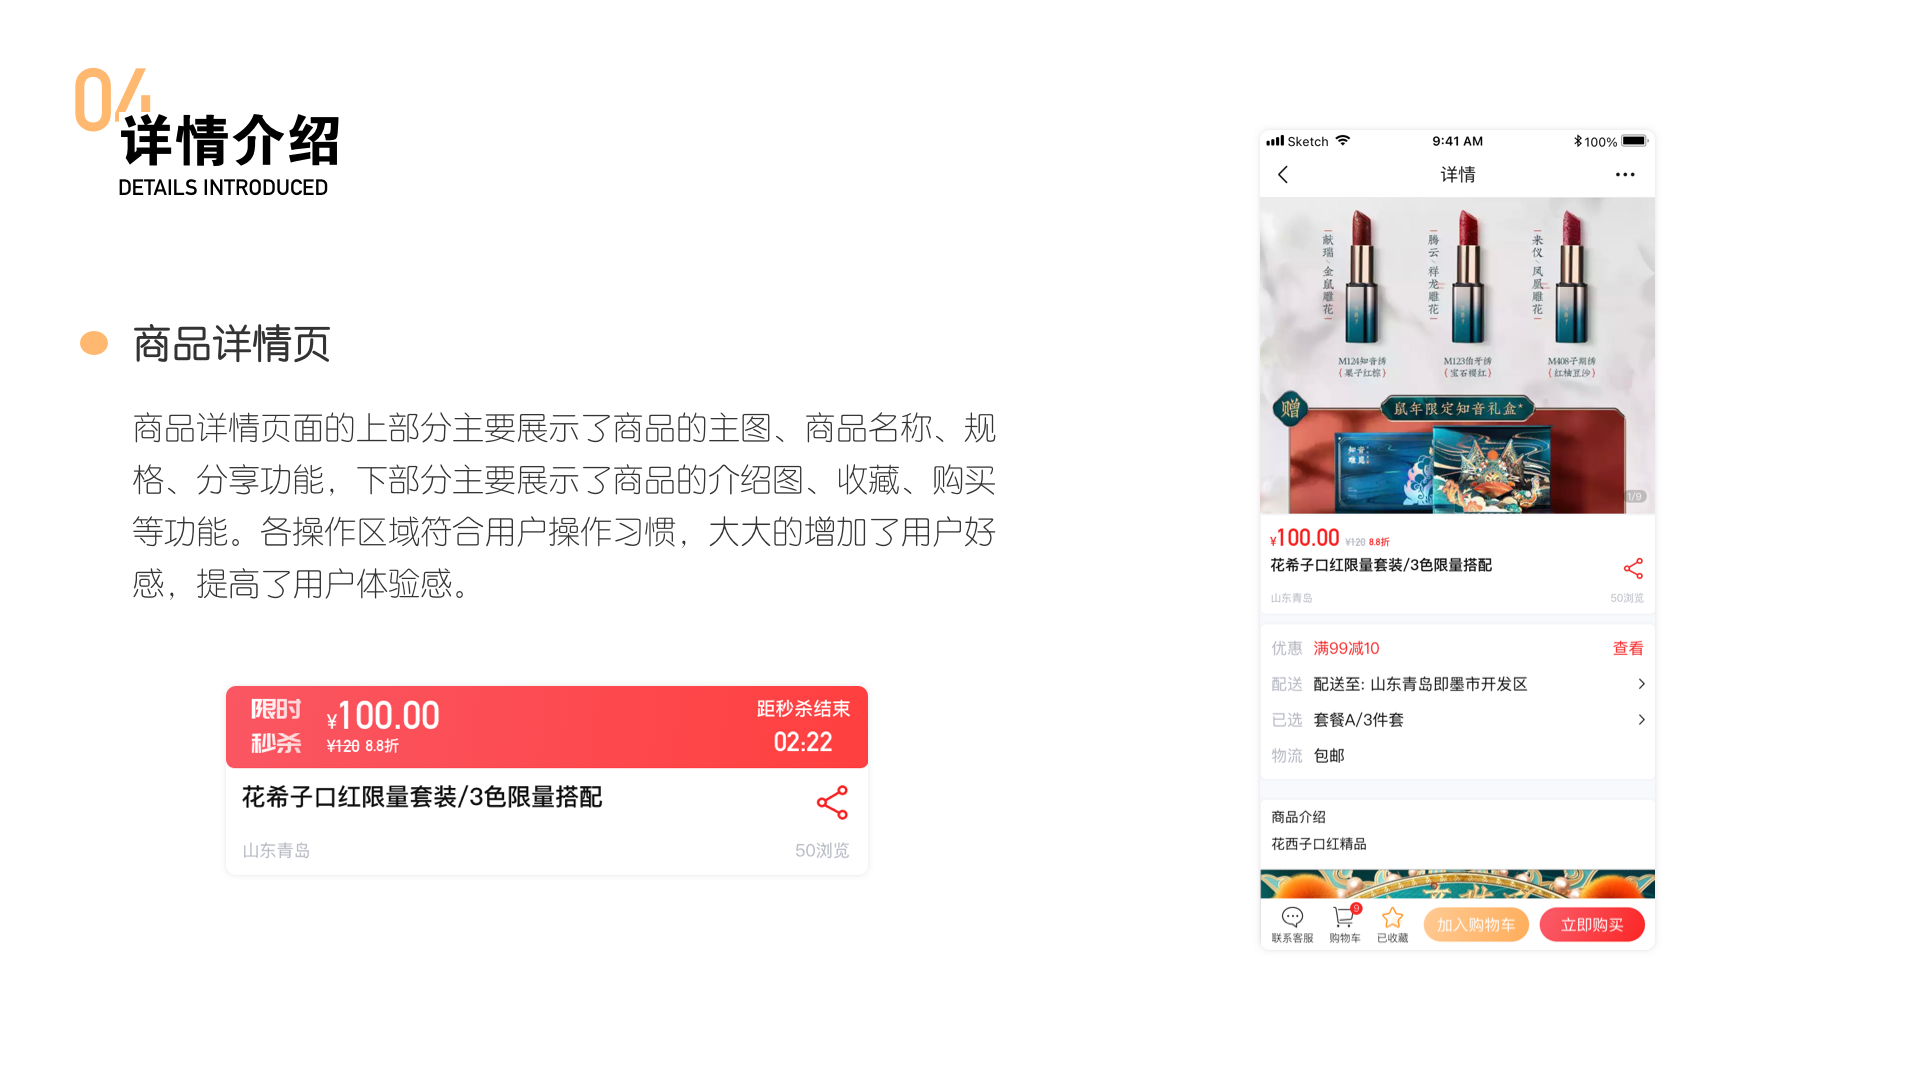 04
详情介绍
DETAILS INTRODUCED
商品详情页
商品详情页面的上部分主要展示了商品的主图、商品名称、规
格、分享功能，下部分主要展示了商品的介绍图、收藏、购买
等功能。各操作区域符合用户操作习惯，大大的增加了用户好
感，提高了用户体验感。
限时
秒杀
¥100.00
¥120 8.8折
距秒杀结束
02:22
花希子口红限量套装/3色限量搭配
山东青岛
50浏览
Sketch
9:41 AM
100%
详情
献瑞、金鼠雕花
腾云、祥龙雕花
来仪、凤凰雕花
M124知音绣
（栗子红棕）
M123伯牙绣
（宝石樱红）
M408子期绣
（红柚豆沙）
赠
鼠年限定知音礼盒*
知音
难觅
1/9
¥100.00 ¥120 8.8折
花希子口红限量套装/3色限量搭配
山东青岛
50浏览
优惠 满99减10 查看
配送 配送至: 山东青岛即墨市开发区
已选 套餐A/3件套
物流 包邮
商品介绍
花西子口红精品
9
联系客服
购物车
已收藏
加入购物车
立即购买